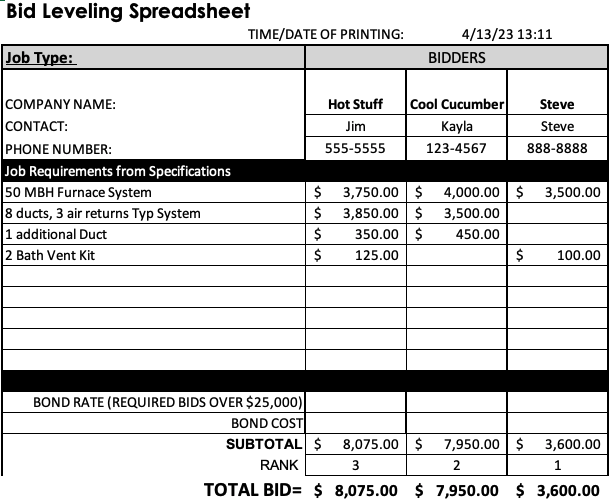 Bid Leveling Spreadsheet
TIME/DATE OF PRINTING: 4/13/23 13:11
Job Type: BIDDERS
COMPANY NAME: Hot Stuff Cool Cucumber Steve
CONTACT: Jim Kayla Steve
PHONE NUMBER: 555-5555 123-4567 888-8888
Job Requirements from Specifications
50 MBH Furnace System $ 3,750.00 $ 4,000.00 $ 3,500.00
8 ducts, 3 air returns Typ System $ 3,850.00 $ 3,500.00
1 additional Duct $ 350.00 $ 450.00
2 Bath Vent Kit $ 125.00 $ 100.00
BOND RATE (REQUIRED BIDS OVER $25,000)
BOND COST
SUBTOTAL $ 8,075.00 $ 7,950.00 $ 3,600.00
RANK 3 2 1
TOTAL BID= $ 8,075.00 $ 7,950.00 $ 3,600.00